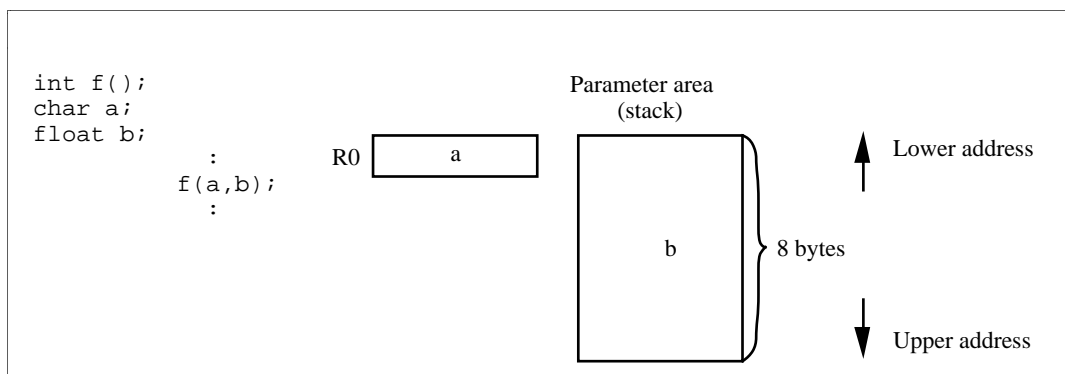 int f();
char a;
float b;
:
f(a,b);
:
R0
a
Parameter area
(stack)
b
8 bytes
Lower address
Upper address